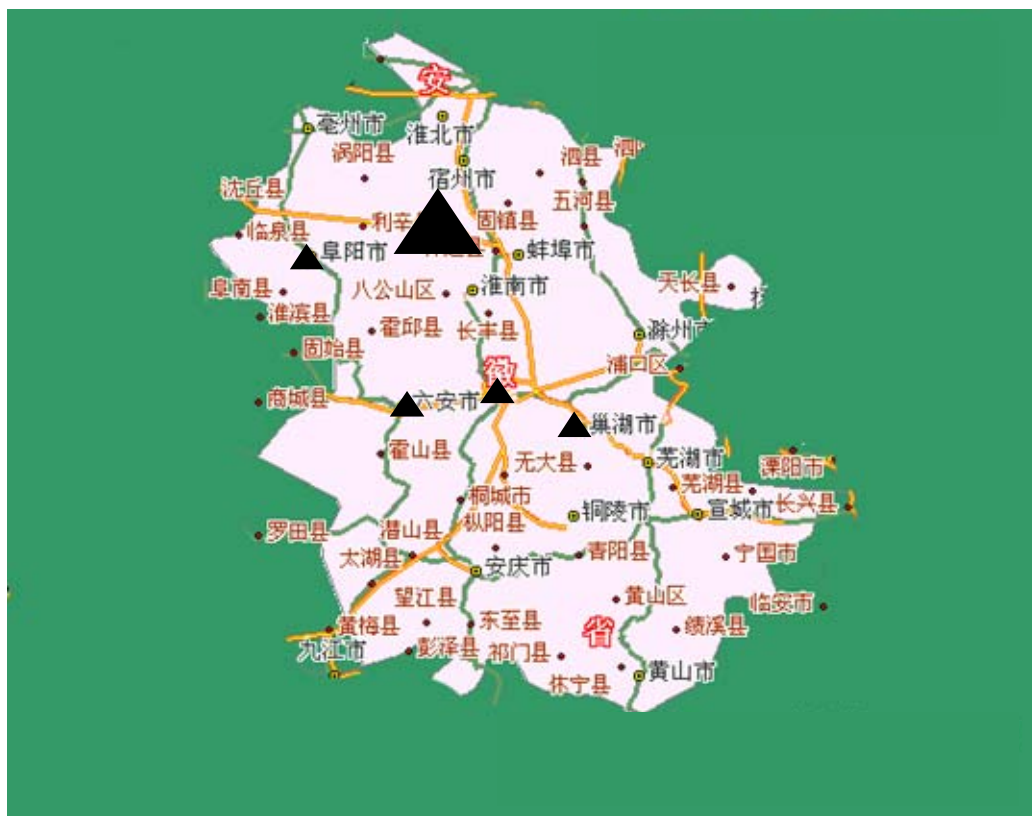 安
亳州市
淮北市
涡阳县
宿州市
泗县
沈丘县
五河县
利辛
固镇县
临泉县
阜阳市
蚌埠市
阜南县
八公山区
淮南市
天长县
淮滨县
霍邱县
长丰县
滁州市
固始县
徽
浦口区
商城县
六安市
巢湖市
霍山县
无大县
芜湖市
溧阳市
芜湖县
桐城市
长兴县
枞阳县
铜陵市
宣城市
罗田县
潜山县
太湖县
青阳县
宁国市
安庆市
望江县
黄山区
临安市
黄梅县
东至县
省
绩溪县
九江市
彭泽县
祁门县
黄山市
休宁县